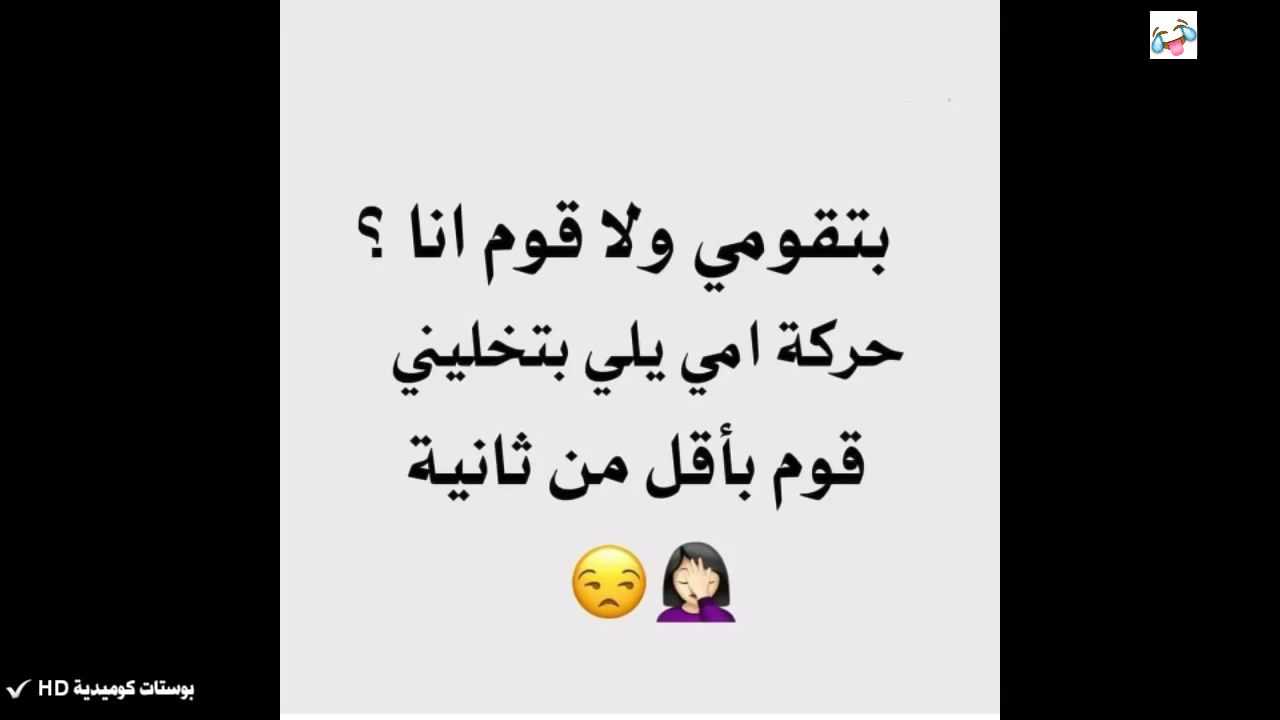 بتقومي ولا قوم انا ؟
حركة امي يلي بتخليني
قوم بأقل من ثانية
🤦🏻‍♀️😒
بوستات كوميدية HD ✓